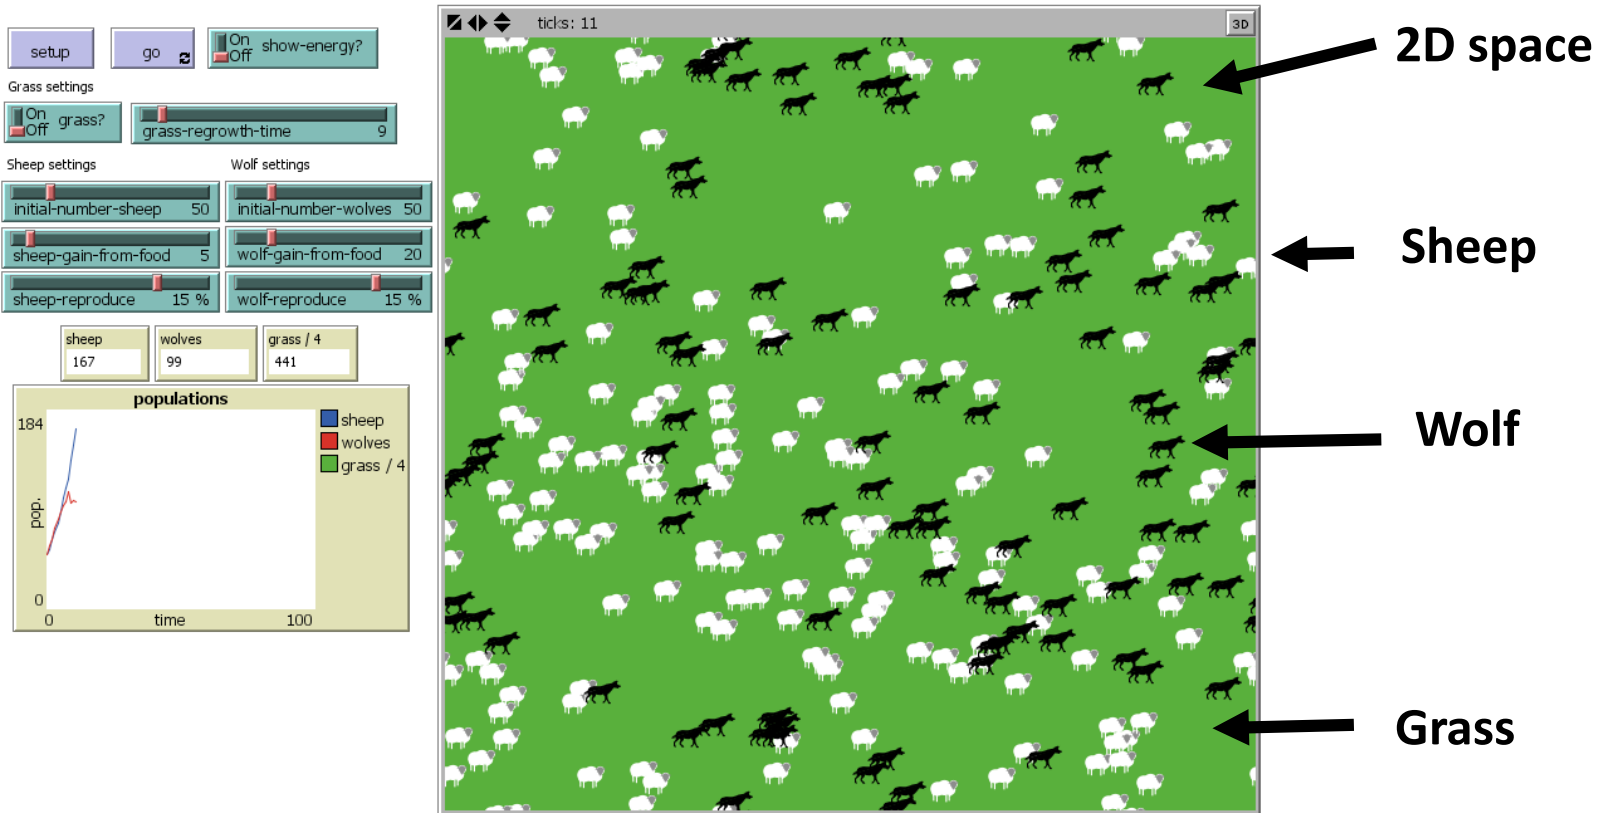 setup
go
On
Off
show-energy?
Grass settings
On
Off
grass?
grass-regrowth-time 9
Sheep settings
Wolf settings
initial-number-sheep 50
initial-number-wolves 50
sheep-gain-from-food 5
wolf-gain-from-food 20
sheep-reproduce 15 %
wolf-reproduce 15 %
sheep
167
wolves
99
grass / 4
441
populations
184
pop.
0
0
time
100
sheep
wolves
grass / 4
ticks: 11
3D
2D space
Sheep
Wolf
Grass